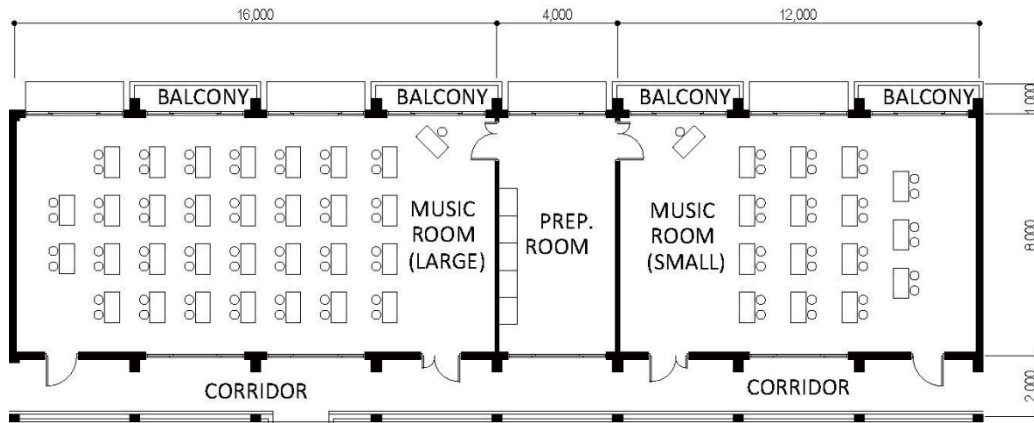 16,000 4,000 12,000
BALCONY BALCONY BALCONY BALCONY
1,000
MUSIC
ROOM
(LARGE)
PREP.
ROOM
MUSIC
ROOM
(SMALL)
8,000
CORRIDOR CORRIDOR
2,000